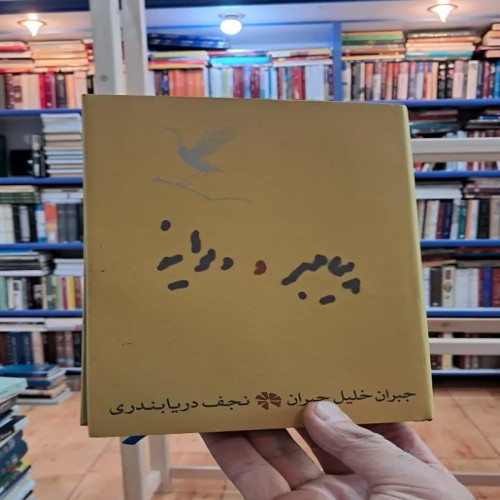 پیامبر و دیوانه
جبران خلیل جبران نجف دریابندری